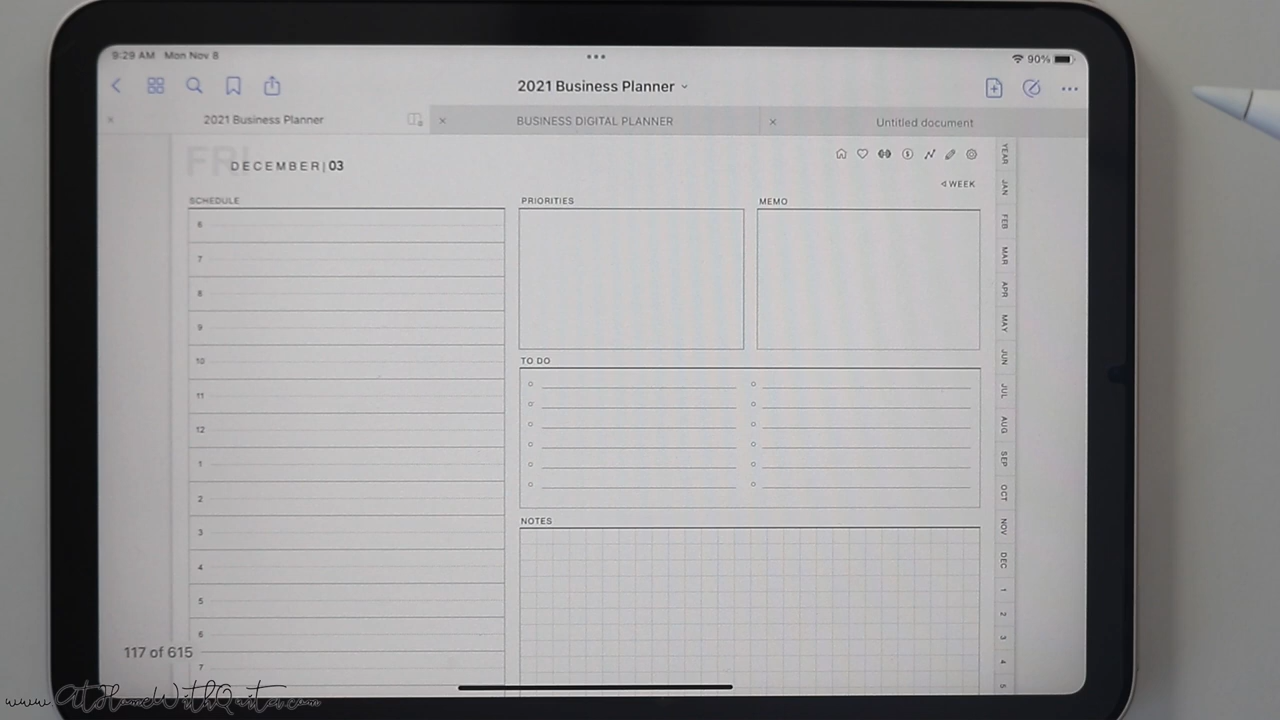 9:29 AM Mon Nov 8
90%
2021 Business Planner
2021 Business Planner
BUSINESS DIGITAL PLANNER
Untitled document
FRI
DECEMBER|03
WEEK
SCHEDULE
6
7
8
9
10
11
12
1
2
3
4
5
6
7
PRIORITIES
MEMO
TO DO
NOTES
YEAR
JAN
FEB
MAR
APR
MAY
JUN
JUL
AUG
SEP
OCT
NOV
DEC
1
2
3
4
5
117 of 615
www.AtHomeWithQuita.com